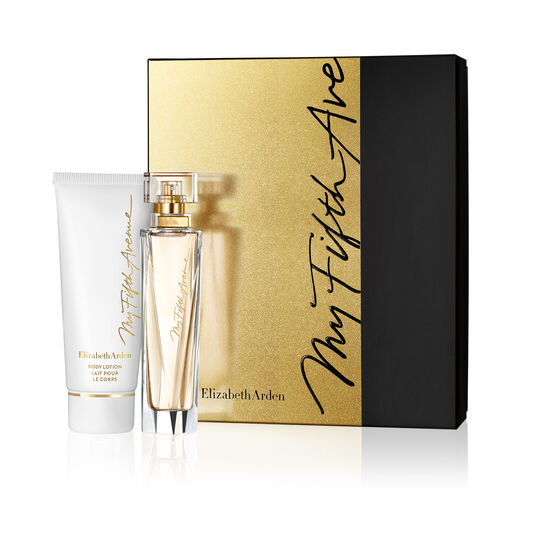 My Fifth Avenue
Elizabeth Arden
BODY LOTION
LAIT POUR
LE CORPS
My Fifth Avenue
My Fifth Ave
Elizabeth Arden